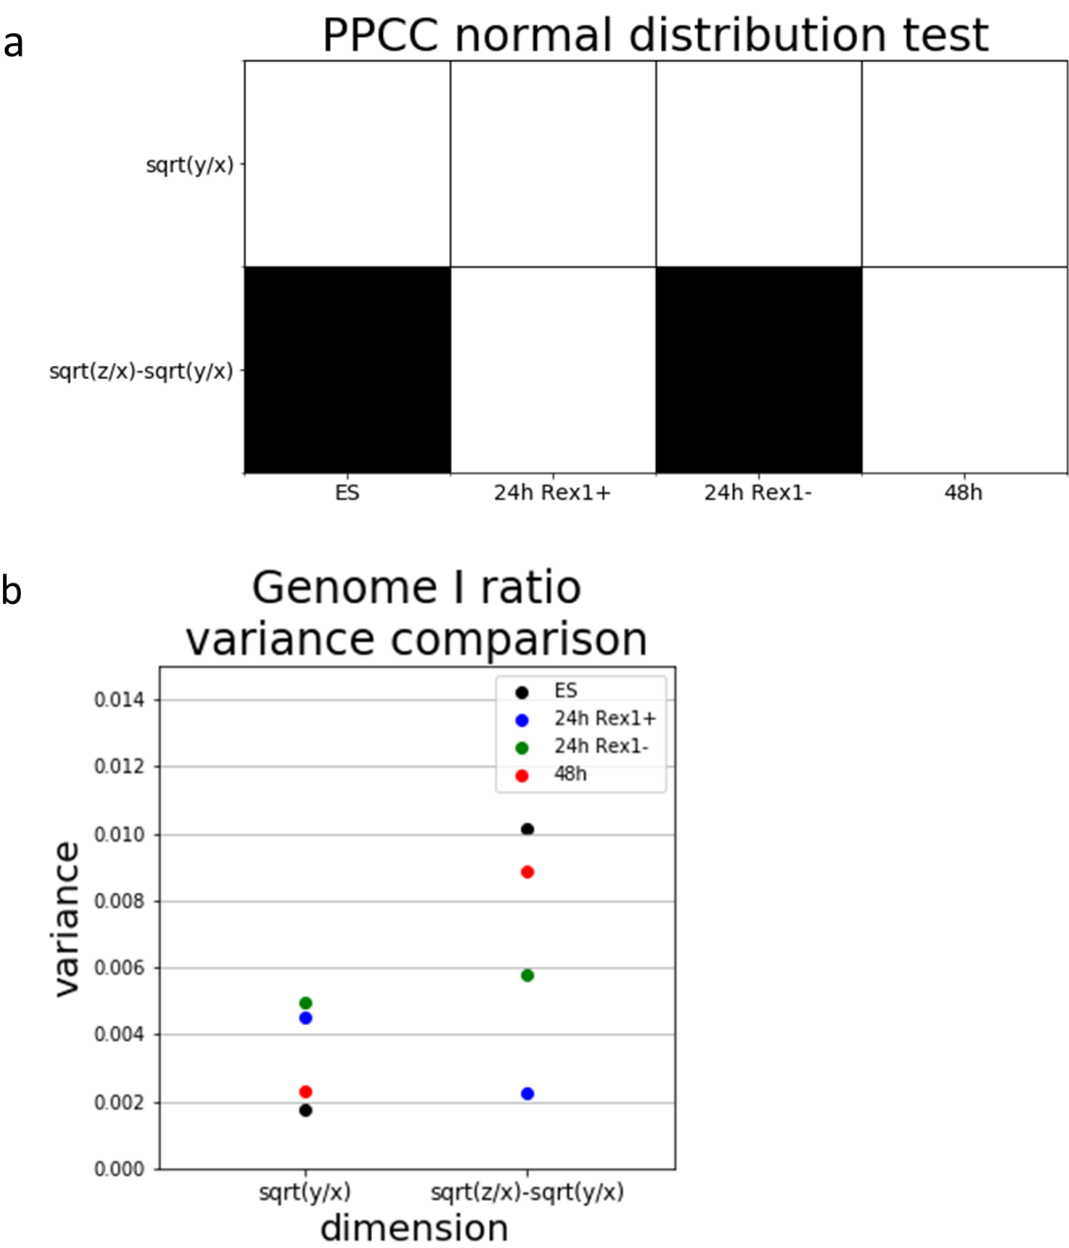 a
PPCC normal distribution test
sqrt(y/x)
sqrt(z/x)-sqrt(y/x)
ES
24h Rex1+
24h Rex1-
48h
b
Genome I ratio
variance comparison
ES
24h Rex1+
24h Rex1-
48h
0.014
0.012
0.010
0.008
0.006
0.004
0.002
0.000
variance
sqrt(y/x)
sqrt(z/x)-sqrt(y/x)
dimension